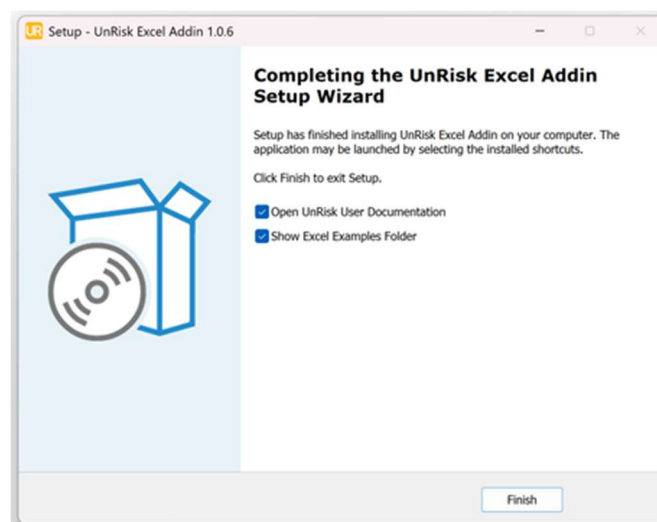 UR Setup - UnRisk Excel Addin 1.0.6
Completing the UnRisk Excel Addin
Setup Wizard
Setup has finished installing UnRisk Excel Addin on your computer. The
application may be launched by selecting the installed shortcuts.
Click Finish to exit Setup.
Open UnRisk User Documentation
Show Excel Examples Folder
Finish